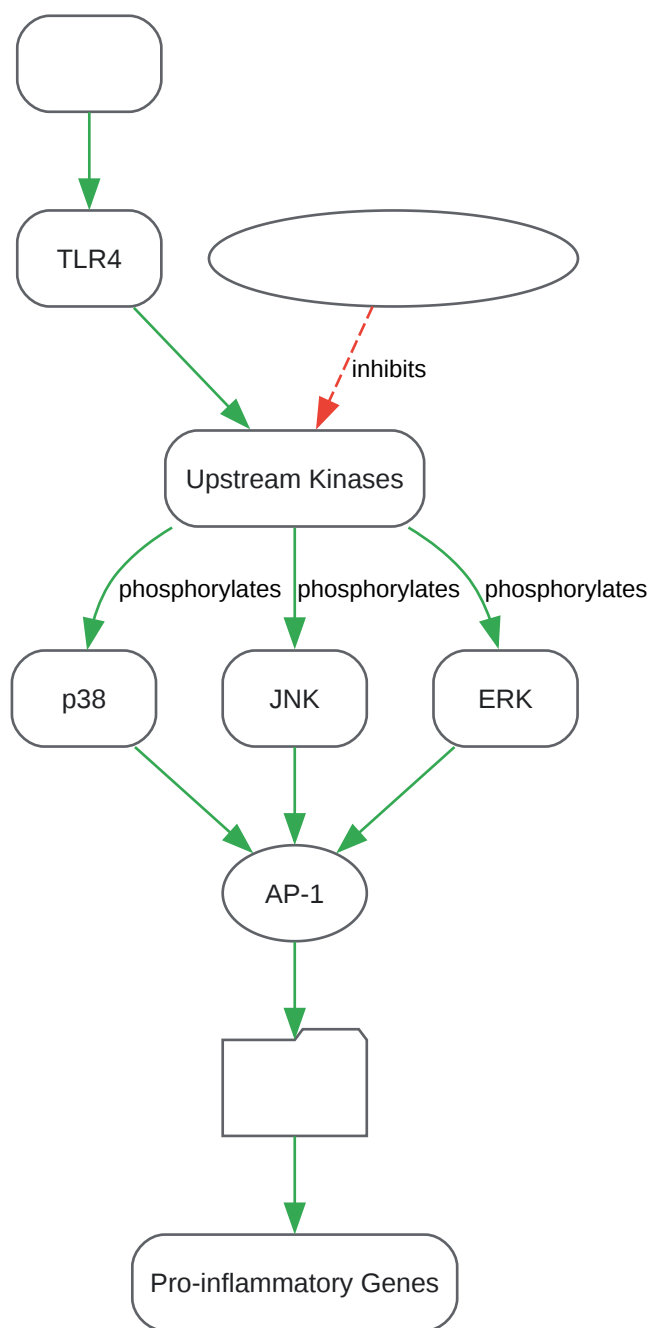 TLR4
inhibits
Upstream Kinases
phosphorylates
phosphorylates
phosphorylates
p38
JNK
ERK
AP-1
Pro-inflammatory Genes